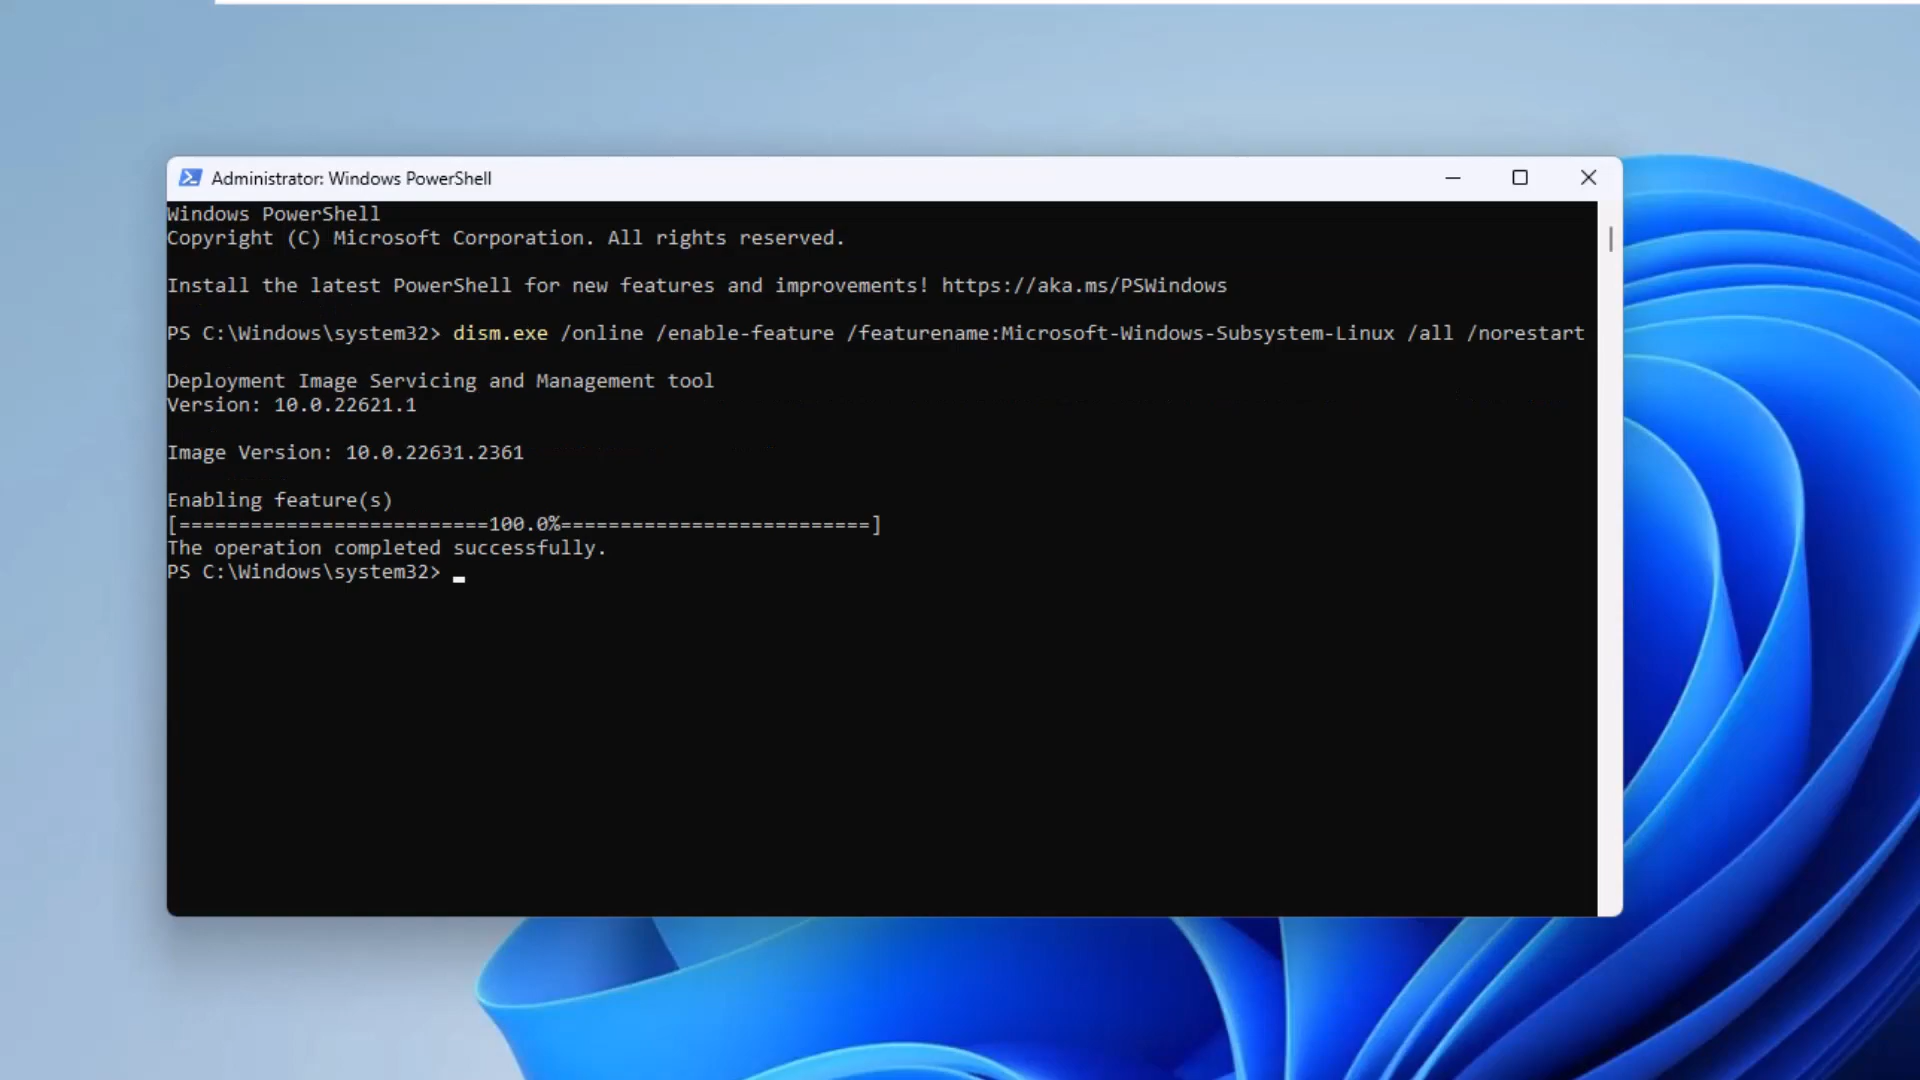 Administrator: Windows PowerShell
Windows PowerShell
Copyright (C) Microsoft Corporation. All rights reserved.
Install the latest PowerShell for new features and improvements! https://aka.ms/PSWindows
PS C:\Windows\system32> dism.exe /online /enable-feature /featurename:Microsoft-Windows-Subsystem-Linux /all /norestart
Deployment Image Servicing and Management tool
Version: 10.0.22621.1
Image Version: 10.0.22631.2361
Enabling feature(s)
[==========================100.0%==========================]
The operation completed successfully.
PS C:\Windows\system32>